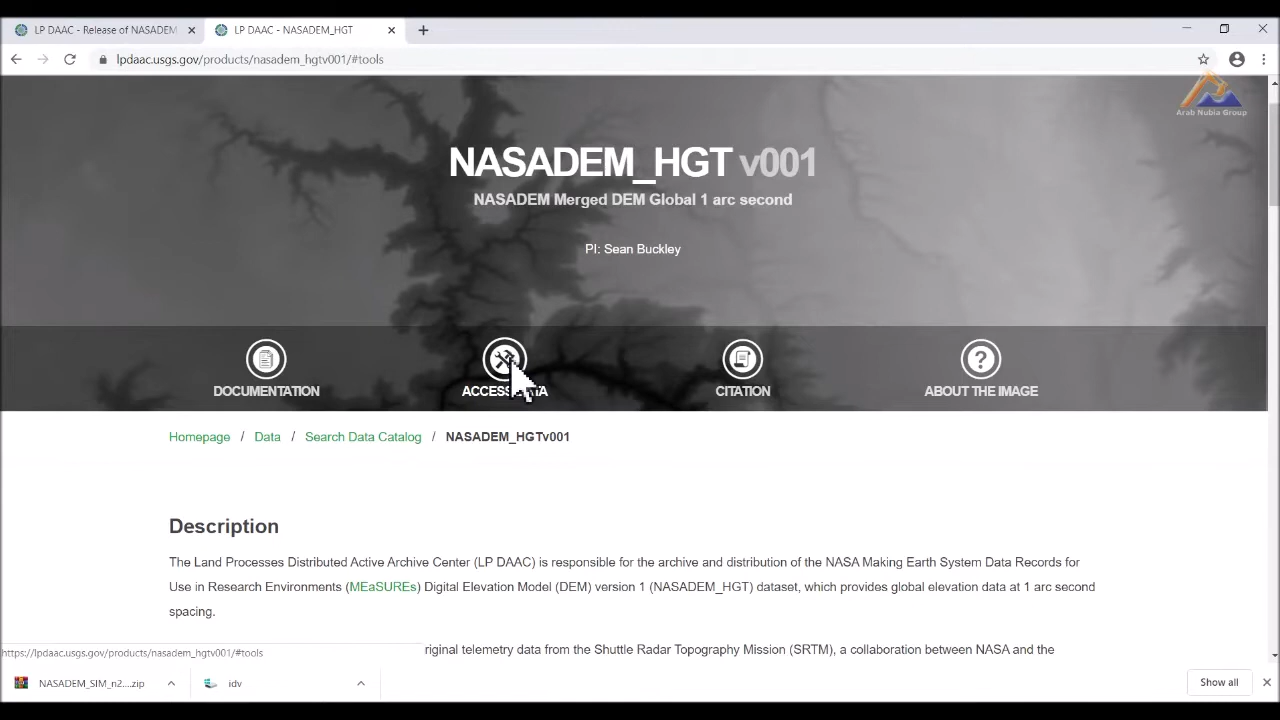 LP DAAC - Release of NASADEM
LP DAAC - NASADEM_HGT
lpdaac.usgs.gov/products/nasadem_hgtv001/#tools
Arab Nubia Group
NASADEM_HGT v001
NASADEM Merged DEM Global 1 arc second
PI: Sean Buckley
DOCUMENTATION
ACCESS DATA
CITATION
ABOUT THE IMAGE
Homepage / Data / Search Data Catalog / NASADEM_HGTv001
Description
The Land Processes Distributed Active Archive Center (LP DAAC) is responsible for the archive and distribution of the NASA Making Earth System Data Records for
Use in Research Environments (MEaSUREs) Digital Elevation Model (DEM) version 1 (NASADEM_HGT) dataset, which provides global elevation data at 1 arc second
spacing.
riginal telemetry data from the Shuttle Radar Topography Mission (SRTM), a collaboration between NASA and the
https://lpdaac.usgs.gov/products/nasadem_hgtv001/#tools
NASADEM_SIM_n2....zip
idv
Show all